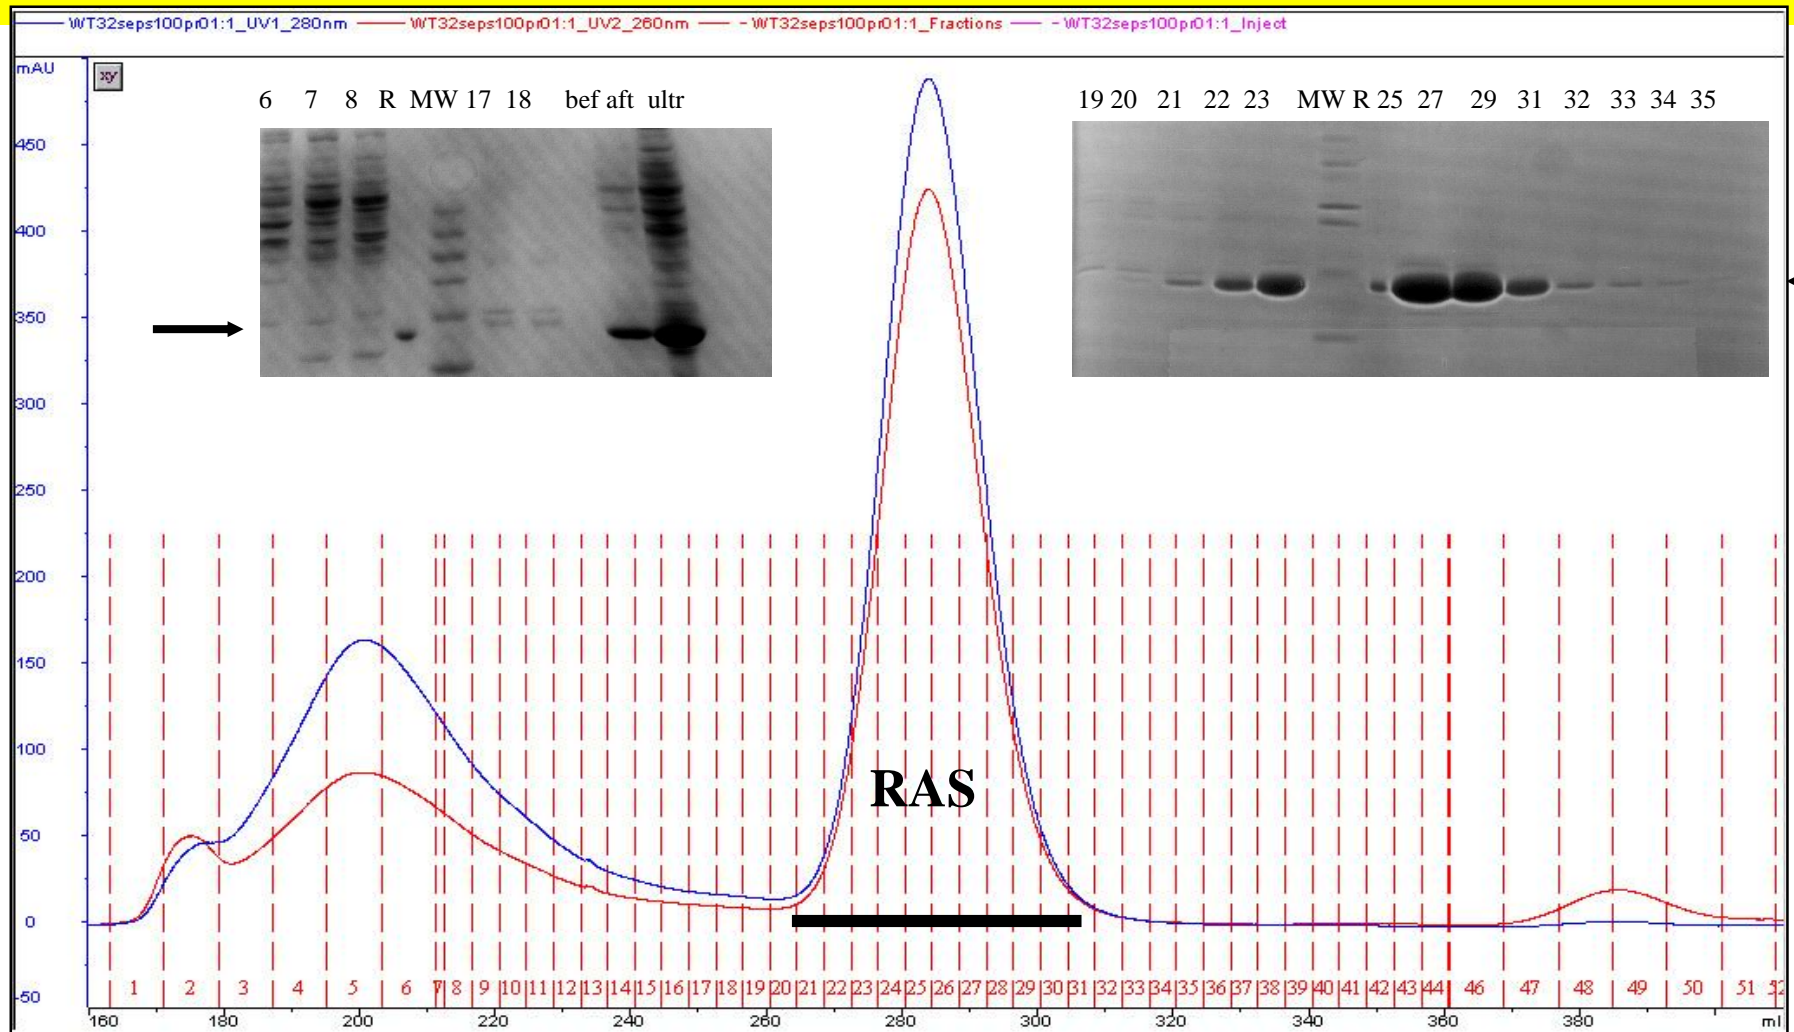 WT32seps100pr01:1_UV1_280nm WT32seps100pr01:1_UV2_260nm WT32seps100pr01:1_Fractions WT32seps100pr01:1_Inject
mAU
xy
6 7 8 R MW 17 18 bef aft ultr
19 20 21 22 23 MW R 25 27 29 31 32 33 34 35
450
400
350
300
250
200
150
100
50
0
-50
RAS
1 2 3 4 5 6 7 8 9 10 11 12 13 14 15 16 17 18 19 20 21 22 23 24 25 26 27 28 29 30 31 32 33 34 35 36 37 38 39 40 41 42 43 44 46 47 48 49 50 51 52
160 180 200 220 240 260 280 300 320 340 360 380 ml